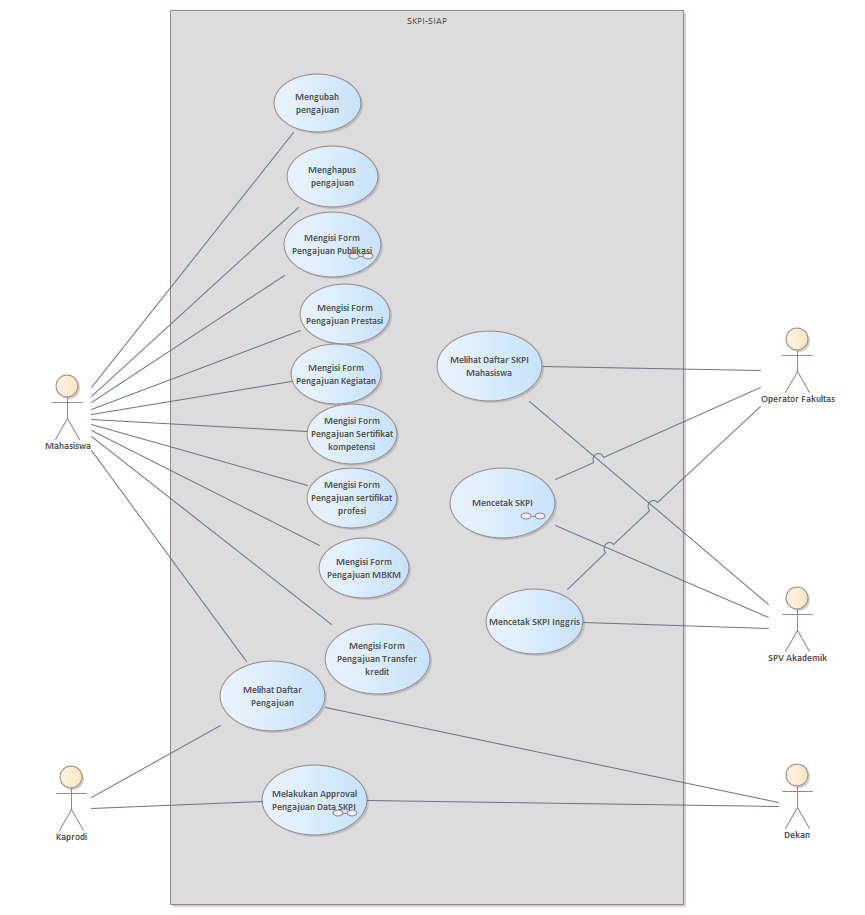 SKPI-SIAP
Mengubah
pengajuan
Menghapus
pengajuan
Mengisi Form
Pengajuan Publikasi
Mengisi Form
Pengajuan Prestasi
Mengisi Form
Pengajuan Kegiatan
Mengisi Form
Pengajuan Sertifikat
kompetensi
Mengisi Form
Pengajuan sertifikat
profesi
Mengisi Form
Pengajuan MBKM
Mengisi Form
Pengajuan Transfer
kredit
Melihat Daftar
Pengajuan
Melakukan Approval
Pengajuan Data SKPI
Melihat Daftar SKPI
Mahasiswa
Mencetak SKPI
Mencetak SKPI Inggris
Mahasiswa
Kaprodi
Operator Fakultas
SPV Akademik
Dekan